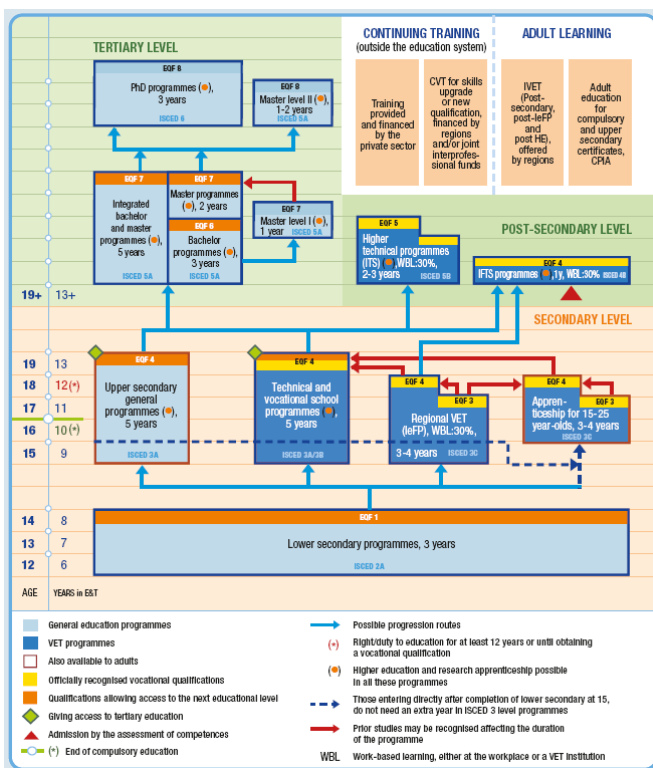 TERTIARY LEVEL
CONTINUING TRAINING
(outside the education system)
ADULT LEARNING
EQF 8
PhD programmes ( ),
3 years
ISCED 6
EQF 8
Master level II ( ),
1-2 years
ISCED 5A
Training
provided
and financed
by the
private sector
CVT for skills
upgrade
or new
qualification,
financed by
regions
and/or joint
interprofes-
sional funds
IVET
(Post-
secondary,
post-IeFP
and
post HE),
offered
by regions
Adult
education
for
compulsory
and upper
secondary
certificates,
CPIA
EQF 7
Integrated
bachelor
and master
programmes ( ),
5 years
ISCED 5A
EQF 7
Master programmes
( ), 2 years
EQF 6
Bachelor
programmes ( ),
3 years
ISCED 5A
EQF 7
Master level I ( ),
1 year ISCED 5A
POST-SECONDARY LEVEL
EQF 5
Higher
technical programmes
(ITS) ( ),WBL:30%,
2-3 years ISCED 5B
EQF 4
IFTS programmes ( ),1y, WBL:30% ISCED 4B
19+ 13+
SECONDARY LEVEL
19 13
18 12(*)
17 11
16 10(*)
15 9
EQF 4
Upper secondary
general
programmes ( ),
5 years
ISCED 3A
EQF 4
Technical and
vocational school
programmes ( ),
5 years
ISCED 3A/3B
EQF 4
EQF 3
Regional VET
(IeFP), WBL:30%,
3-4 years ISCED 3C
EQF 4
EQF 3
Appren-
ticeship for 15-25
year-olds, 3-4 years
ISCED 3C
14 8
13 7
12 6
EQF 1
Lower secondary programmes, 3 years
ISCED 2A
AGE YEARS in E&T
General education programmes
VET programmes
Also available to adults
Officially recognised vocational qualifications
Qualifications allowing access to the next educational level
Giving access to tertiary education
Admission by the assessment of competences
(*) End of compulsory education
Possible progression routes
(*) Right/duty to education for at least 12 years or until obtaining
a vocational qualification
( ) Higher education and research apprenticeship possible
in all these programmes
Those entering directly after completion of lower secondary at 15,
do not need an extra year in ISCED 3 level programmes
Prior studies may be recognised affecting the duration
of the programme
WBL Work-based learning, either at the workplace or a VET Institution